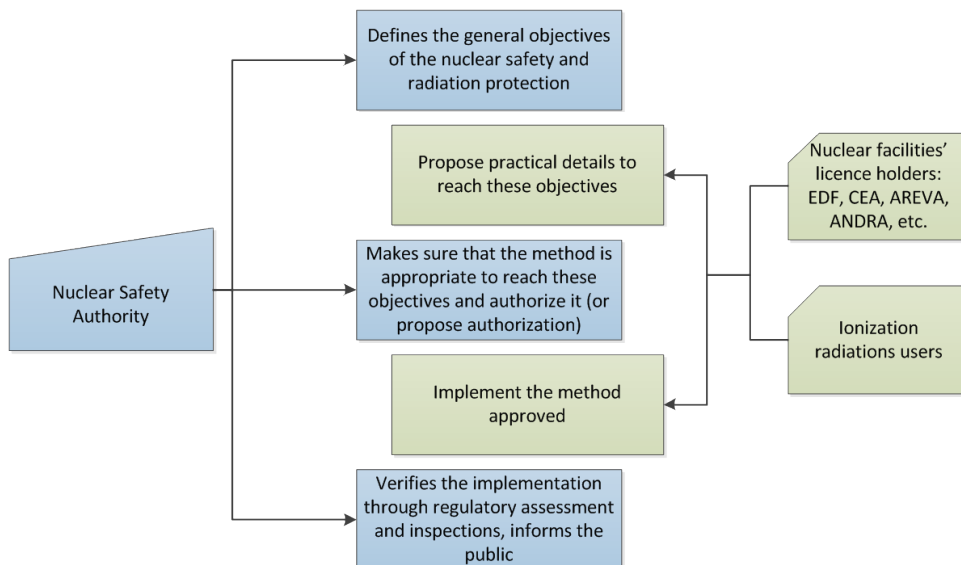 Defines the general objectives
of the nuclear safety and
radiation protection
Propose practical details to
reach these objectives
Nuclear facilities’
licence holders:
EDF, CEA, AREVA,
ANDRA, etc.
Nuclear Safety
Authority
Makes sure that the method is
appropriate to reach these
objectives and authorize it (or
propose authorization)
Ionization
radiations users
Implement the method
approved
Verifies the implementation
through regulatory assessment
and inspections, informs the
public